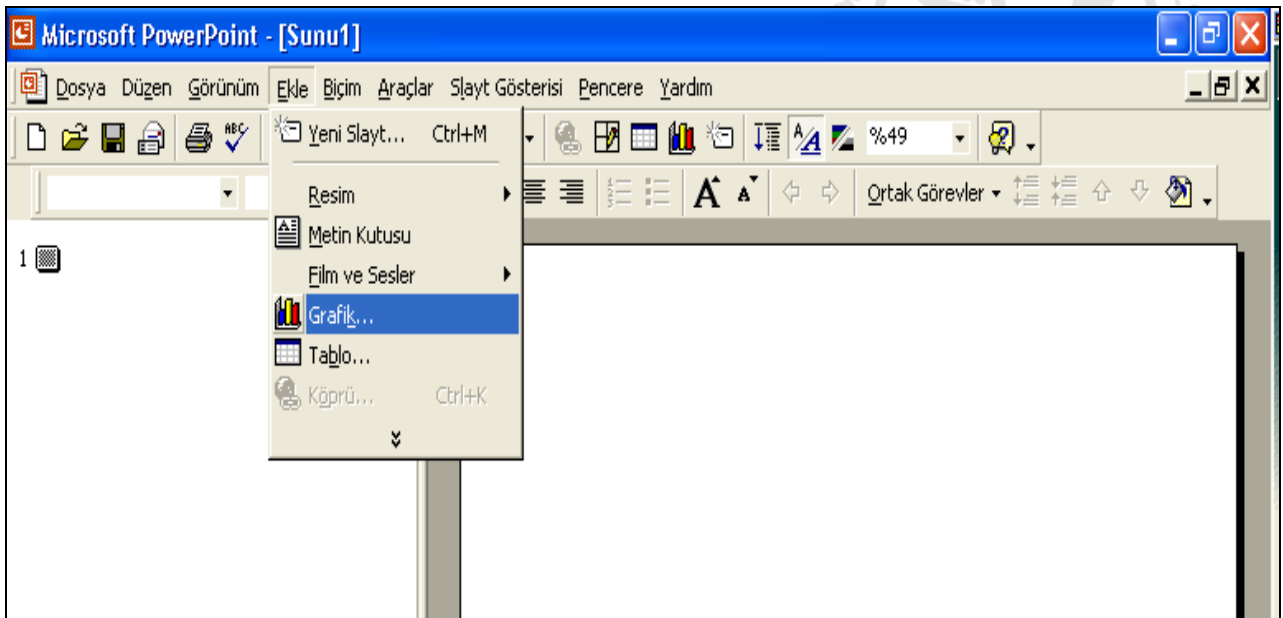 Microsoft PowerPoint - [Sunu1]
Dosya Düzen Görünüm Ekle Biçim Araçlar Slayt Gösterisi Pencere Yardım
ABC %49
Yeni Slayt... Ctrl+M
Ortak Görevler
Resim
Metin Kutusu
Film ve Sesler
Grafik...
Tablo...
Köprü... Ctrl+K
1